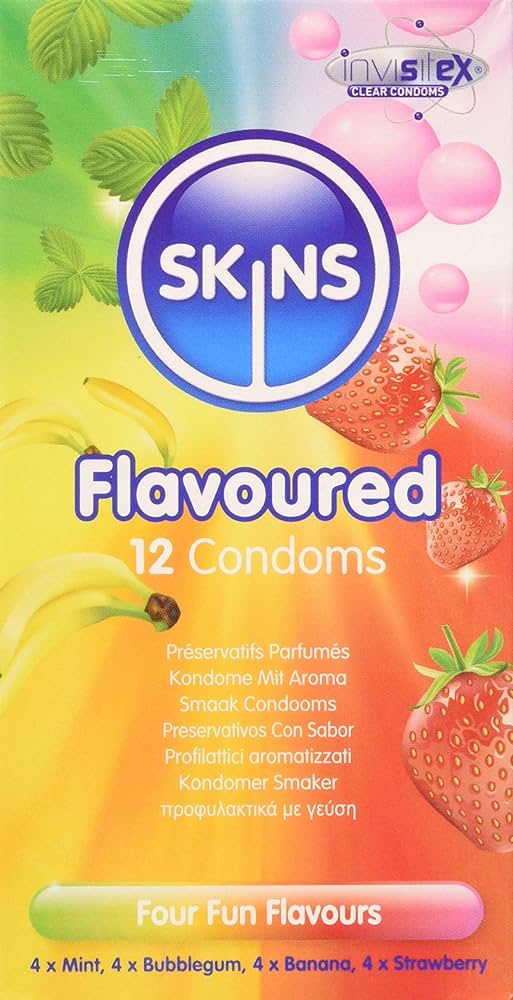 invisilex®
CLEAR CONDOMS
SKINS
Flavoured
12 Condoms
Préservatifs Parfumés
Kondome Mit Aroma
Smaak Condooms
Preservativos Con Sabor
Profilattici aromatizzati
Kondomer Smaker
προφυλακτικά με γεύση
Four Fun Flavours
4 x Mint, 4 x Bubblegum, 4 x Banana, 4 x Strawberry